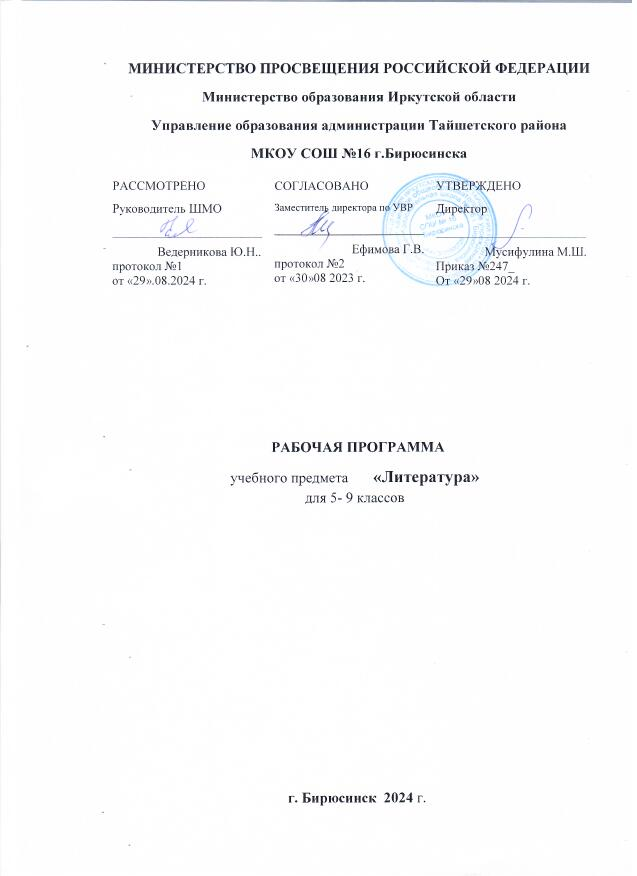 МИНИСТЕРСТВО ПРОСВЕЩЕНИЯ РОССИЙСКОЙ ФЕДЕРАЦИИ
Министерство образования Иркутской области
Управление образования администрации Тайшетского района
МКОУ СОШ №16 г.Бирюсинска
РАССМОТРЕНО
Руководитель ШМО
Ведерникова Ю.Н..
протокол №1
от «29».08.2024 г.
СОГЛАСОВАНО
Заместитель директора по УВР
Ефимова Г.В.
протокол №2
от «30»08 2023 г.
УТВЕРЖДЕНО
Директор
Мусифулина М.Ш.
Приказ №247_
От «29»08 2024 г.
РАБОЧАЯ ПРОГРАММА
учебного предмета «Литература»
для 5- 9 классов
г. Бирюсинск 2024 г.